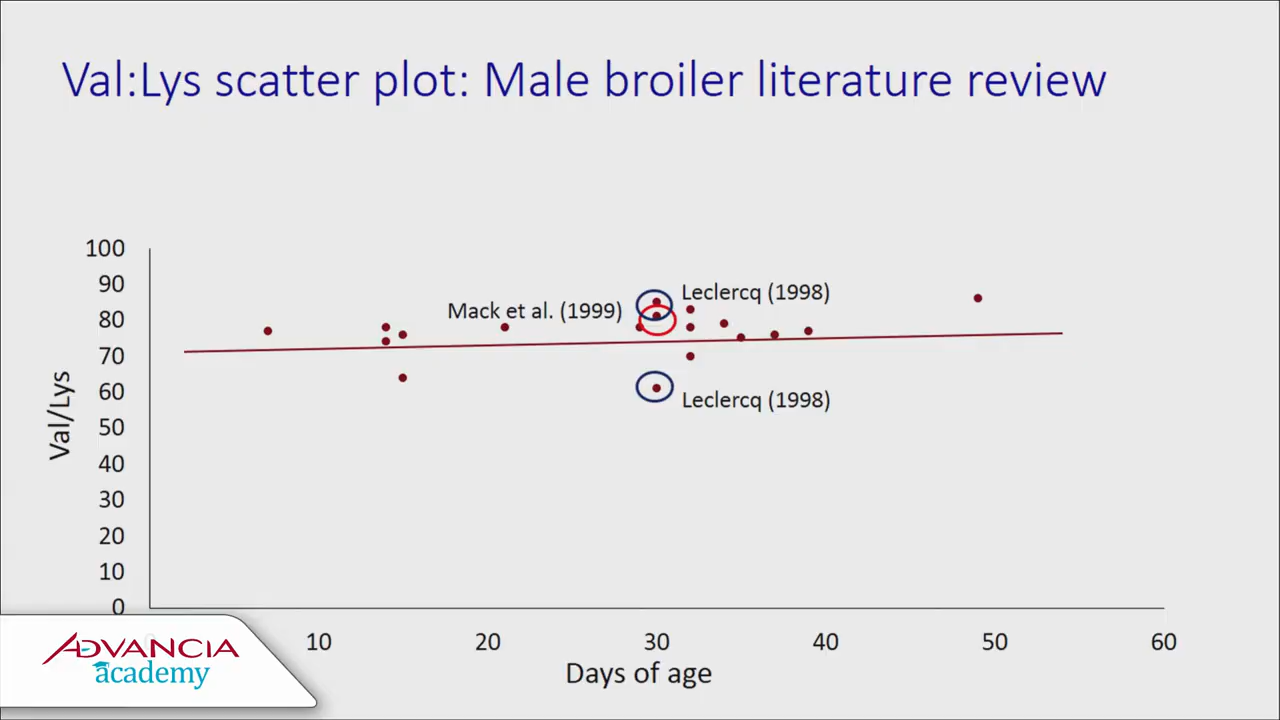 Val:Lys scatter plot: Male broiler literature review
100
90
80
70
60
50
40
30
20
10
0
Val/Lys
Leclercq (1998)
Mack et al. (1999)
Leclercq (1998)
10 20 30 40 50 60
Days of age
ADVANCIA
academy